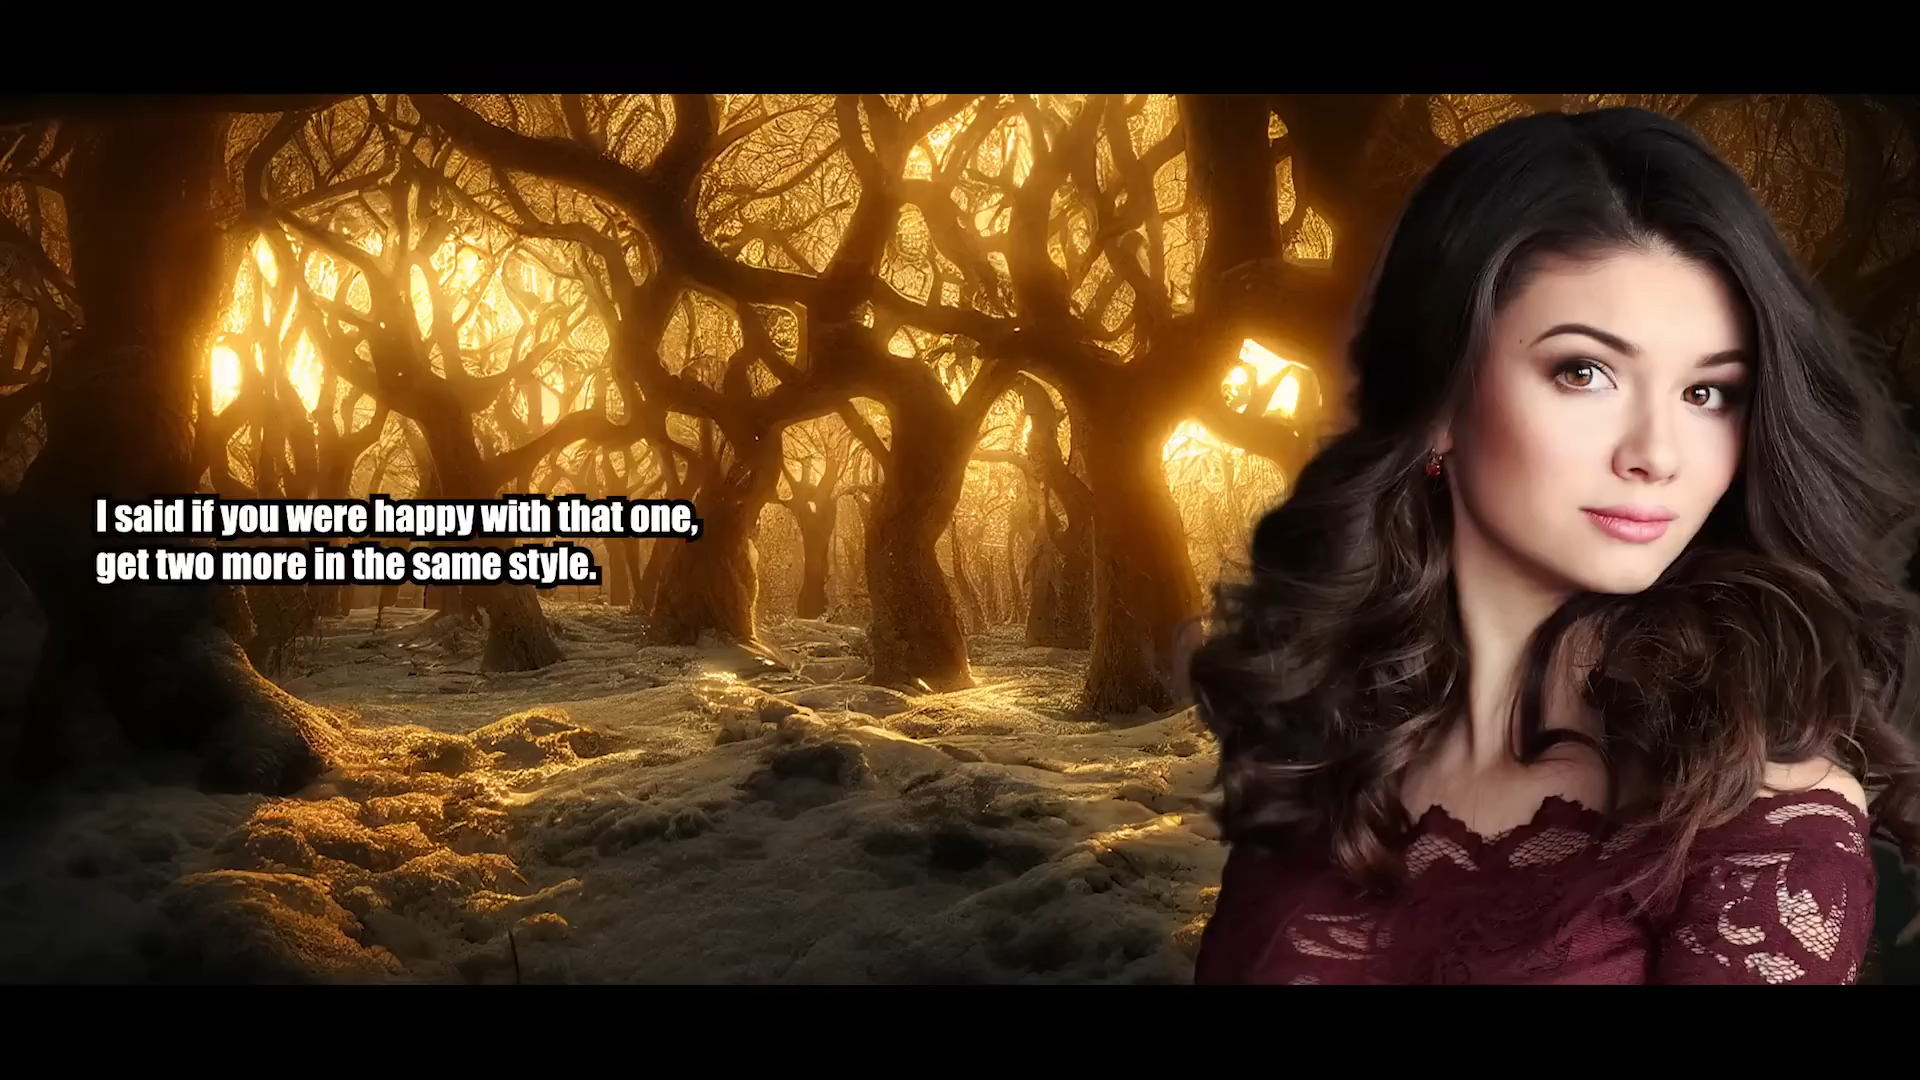 I said if you were happy with that one,
get two more in the same style.